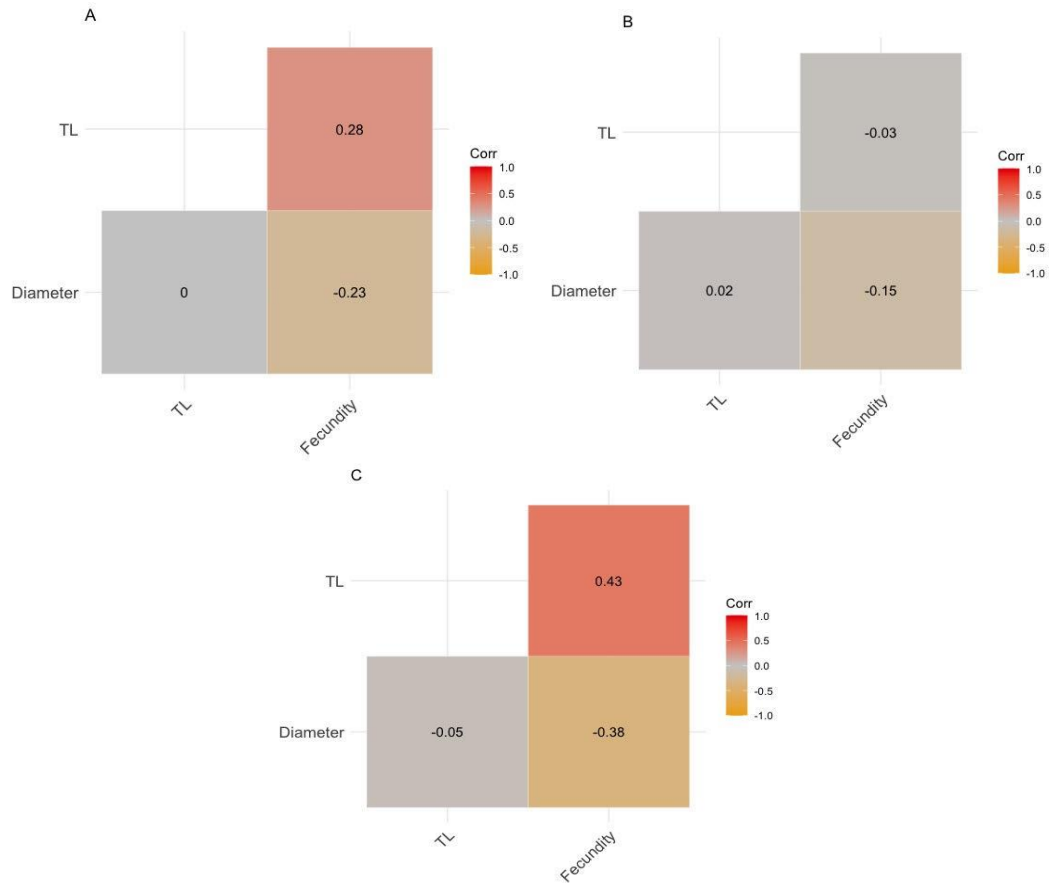 A
TL
0.28
Diameter
0
-0.23
TL
Fecundity
Corr
1.0
0.5
0.0
-0.5
-1.0
B
TL
-0.03
Diameter
0.02
-0.15
TL
Fecundity
Corr
1.0
0.5
0.0
-0.5
-1.0
C
TL
0.43
Diameter
-0.05
-0.38
TL
Fecundity
Corr
1.0
0.5
0.0
-0.5
-1.0